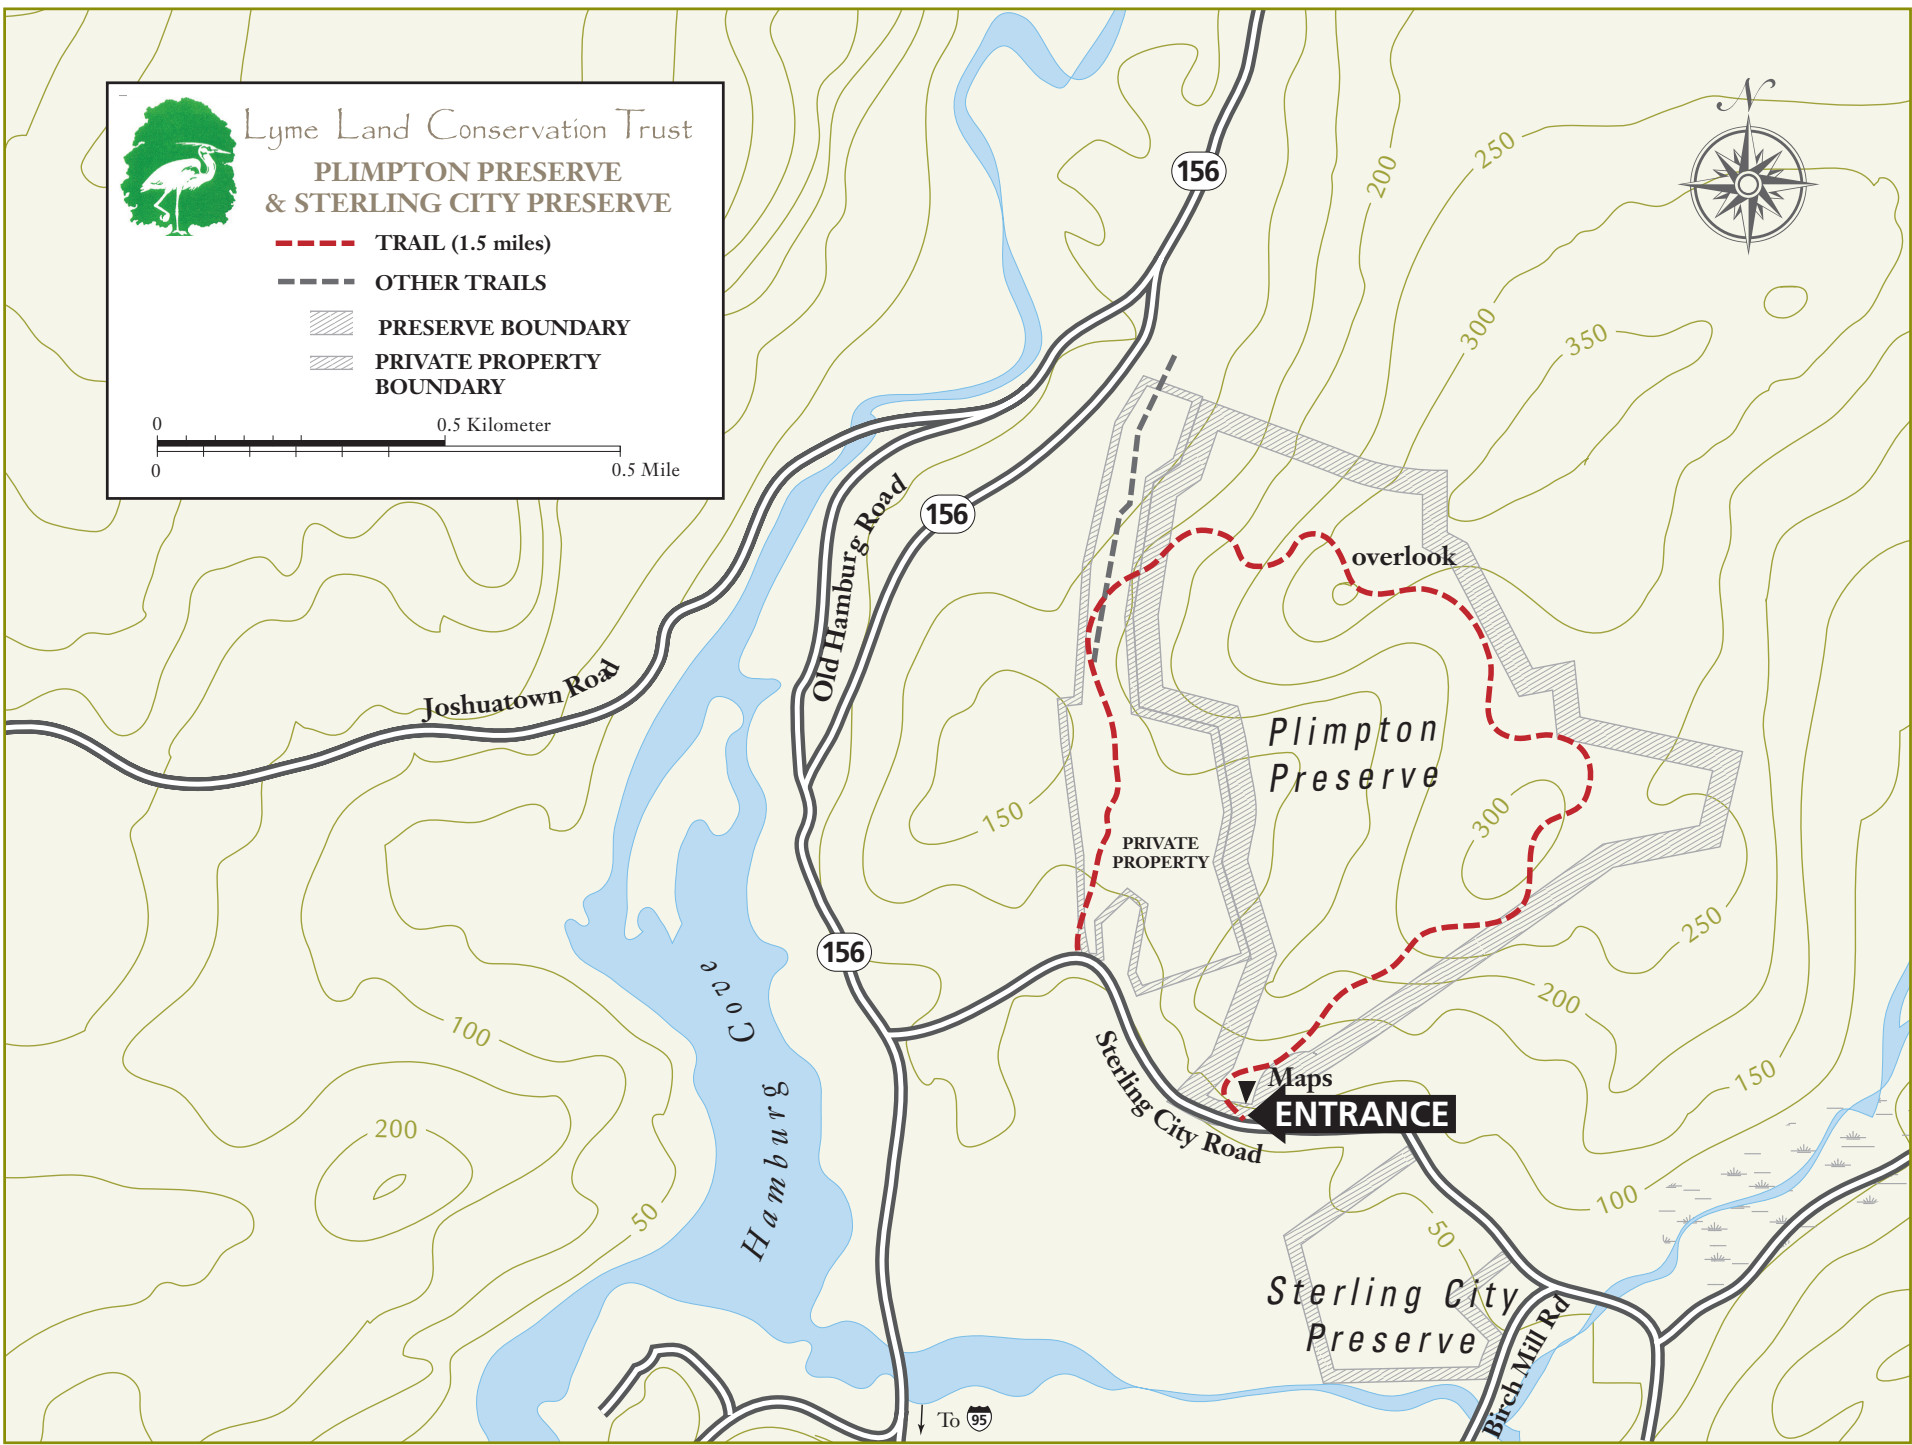 Lyme Land Conservation Trust
PLIMPTON PRESERVE
& STERLING CITY PRESERVE
TRAIL (1.5 miles)
OTHER TRAILS
PRESERVE BOUNDARY
PRIVATE PROPERTY
BOUNDARY
0
0.5 Kilometer
0
0.5 Mile
N
156
200
250
300
350
156
Old Hamburg Road
Joshuatown Road
overlook
Plimpton
Preserve
150
PRIVATE
PROPERTY
300
250
156
Hamburg Cove
100
200
200
150
Sterling City Road
Maps
ENTRANCE
50
100
50
Sterling City
Preserve
Birch Mill Rd
To 95